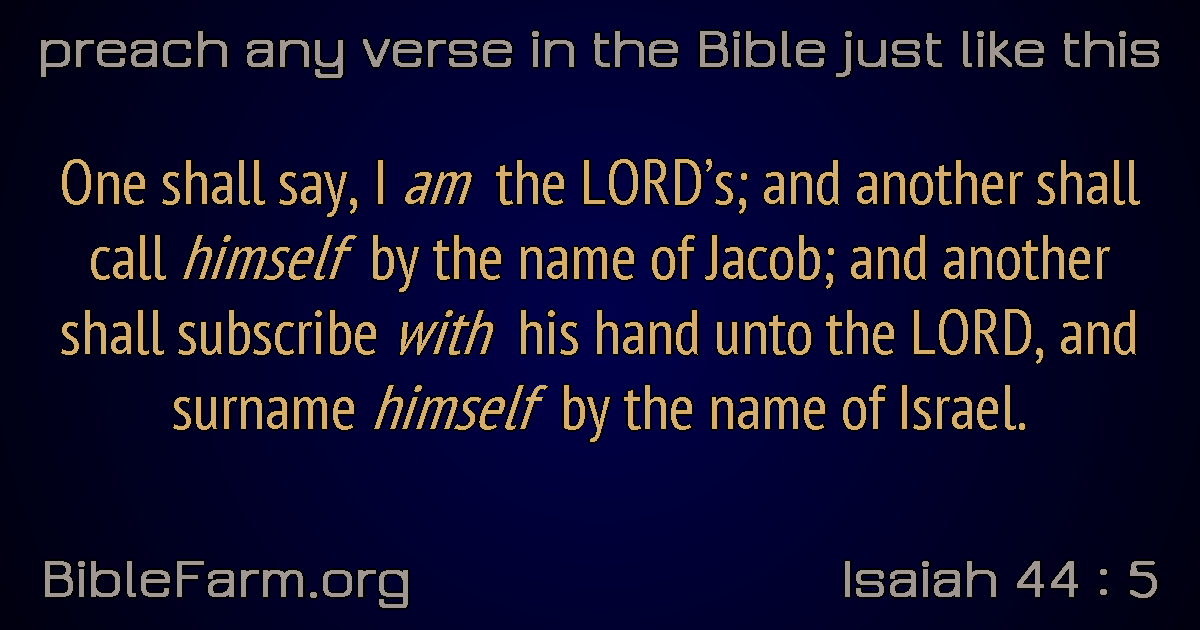 preach any verse in the Bible just like this
One shall say, I am the LORD’s; and another shall
call himself by the name of Jacob; and another
shall subscribe with his hand unto the LORD, and
surname himself by the name of Israel.
BibleFarm.org
Isaiah 44 : 5